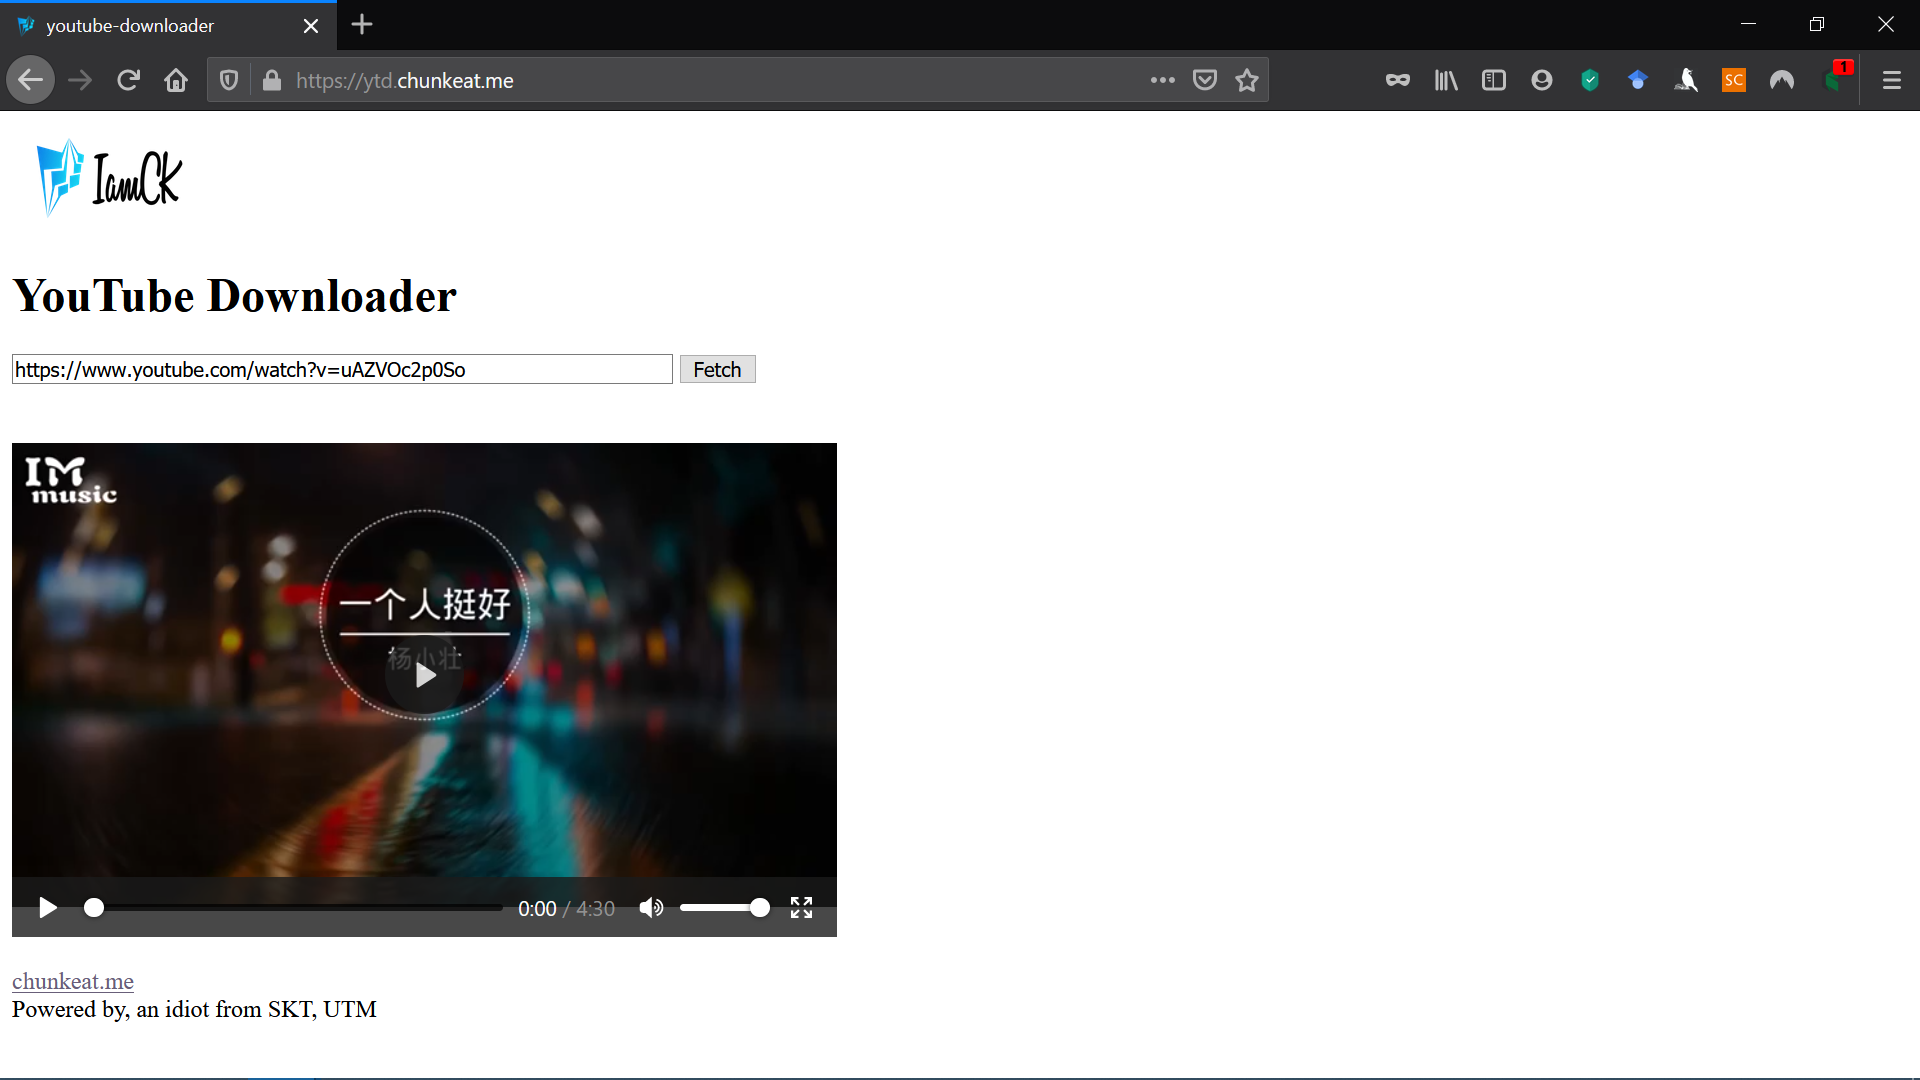 youtube-downloader
https://ytd.chunkeat.me
SC
1
IamCK
YouTube Downloader
https://www.youtube.com/watch?v=uAZVOc2p0So
Fetch
IM
music
一个人挺好
杨小壮
0:00 / 4:30
chunkeat.me
Powered by, an idiot from SKT, UTM